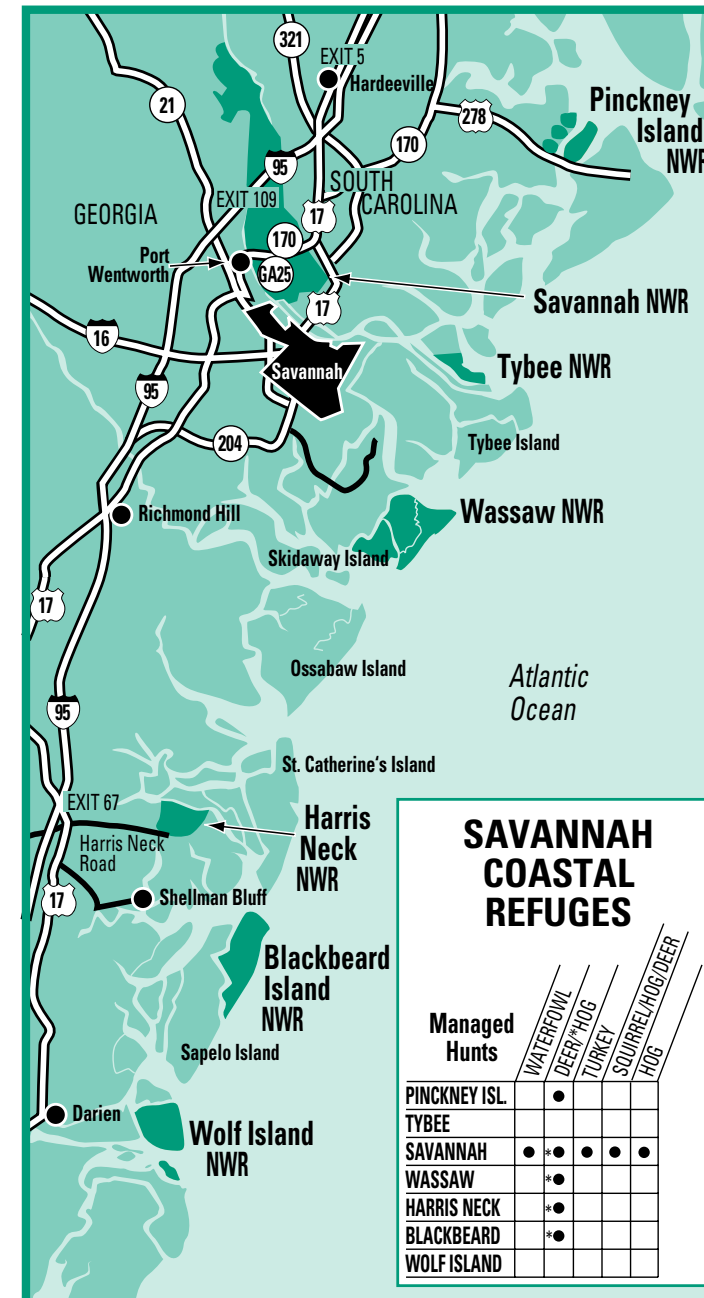 321
EXIT 5
Hardeeville
21
Pinckney
Island
NWR
278
170
95
SOUTH
CAROLINA
EXIT 109
GEORGIA
17
170
Port
Wentworth
GA25
Savannah NWR
17
16
Tybee NWR
Savannah
95
204
Tybee Island
Richmond Hill
Wassaw NWR
Skidaway Island
17
Ossabaw Island
Atlantic
Ocean
95
St. Catherine's Island
EXIT 67
Harris
Neck
NWR
Harris Neck
Road
17
Shellman Bluff
Blackbeard
Island
NWR
Sapelo Island
Darien
Wolf Island
NWR
SAVANNAH
COASTAL
REFUGES
Managed
Hunts
WATERFOWL
DEER/*HOG
TURKEY
SQUIRREL/HOG/DEER
HOG
PINCKNEY ISL. ●
TYBEE
SAVANNAH ● *● ● ● ●
WASSAW *●
HARRIS NECK *●
BLACKBEARD *●
WOLF ISLAND